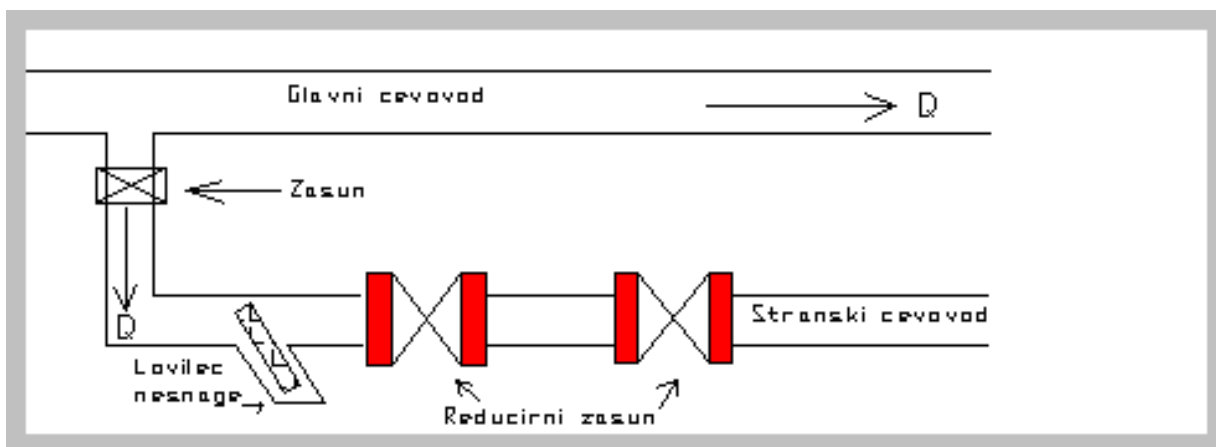 Glavni cevovod
Q
Zasun
Q
Stranski cevovod
Lovilec
nesnage
Reducirni zasun